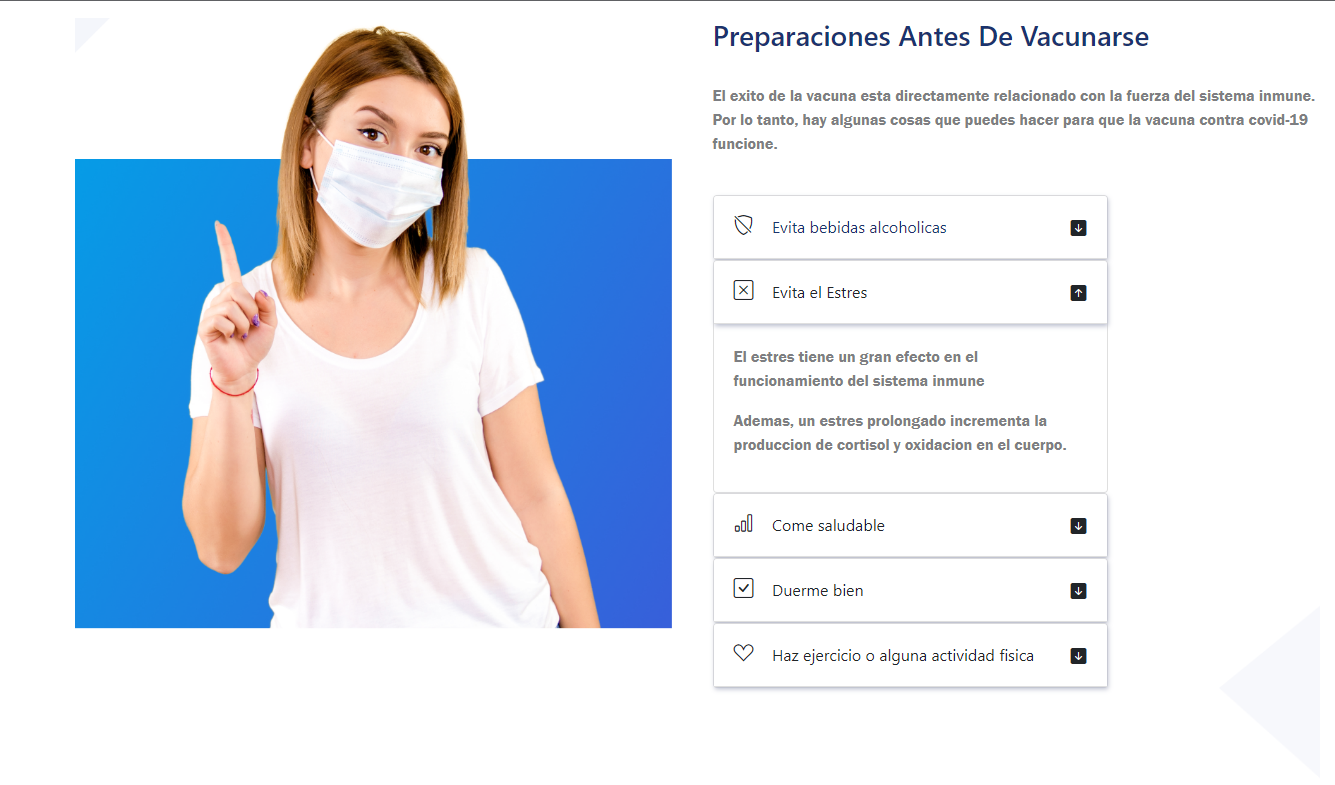 Preparaciones Antes De Vacunarse
El exito de la vacuna esta directamente relacionado con la fuerza del sistema inmune.
Por lo tanto, hay algunas cosas que puedes hacer para que la vacuna contra covid-19
funcione.
Evita bebidas alcoholicas
Evita el Estres
El estres tiene un gran efecto en el
funcionamiento del sistema inmune
Ademas, un estres prolongado incrementa la
produccion de cortisol y oxidacion en el cuerpo.
Come saludable
Duerme bien
Haz ejercicio o alguna actividad fisica